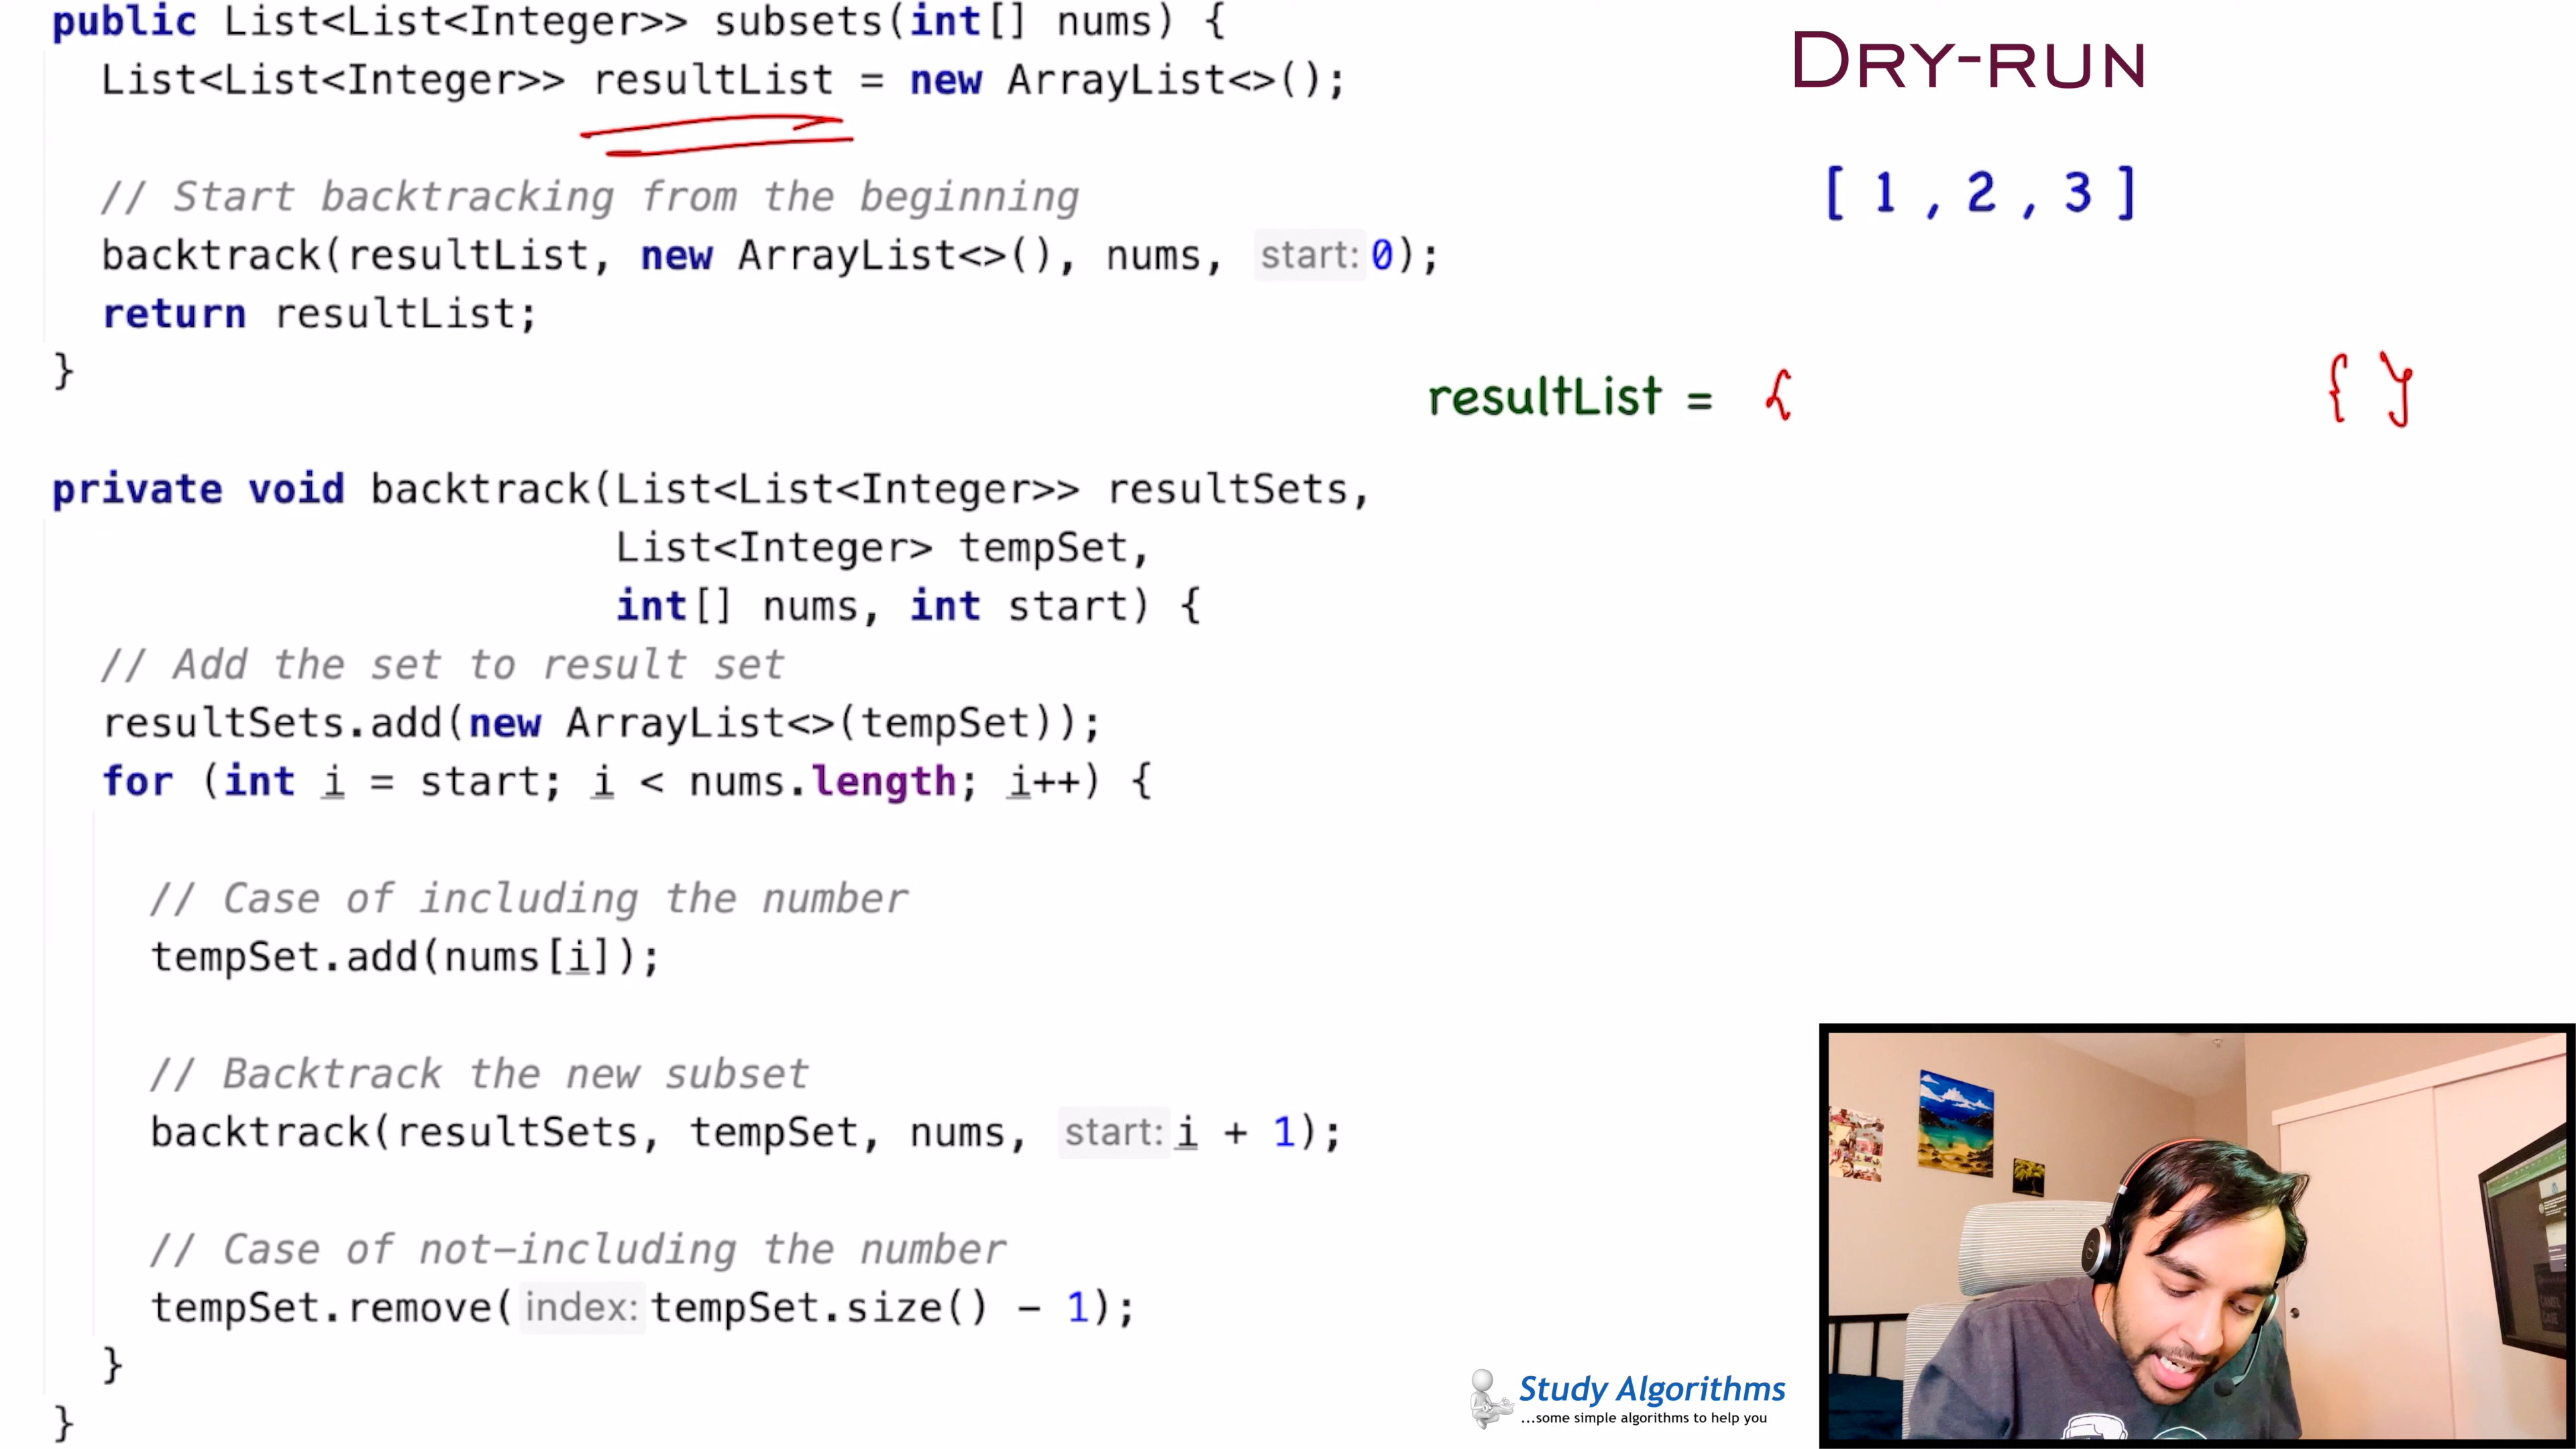 public List<List<Integer>> subsets(int[] nums) {
List<List<Integer>> resultList = new ArrayList<>();
// Start backtracking from the beginning
backtrack(resultList, new ArrayList<>(), nums, start: 0);
return resultList;
}
private void backtrack(List<List<Integer>> resultSets,
List<Integer> tempSet,
int[] nums, int start) {
// Add the set to result set
resultSets.add(new ArrayList<>(tempSet));
for (int i = start; i < nums.length; i++) {
// Case of including the number
tempSet.add(nums[i]);
// Backtrack the new subset
backtrack(resultSets, tempSet, nums, start: i + 1);
// Case of not-including the number
tempSet.remove( index: tempSet.size() - 1);
}
}
DRY-RUN
[ 1 , 2 , 3 ]
resultList = { { }
Study Algorithms
...some simple algorithms to help you